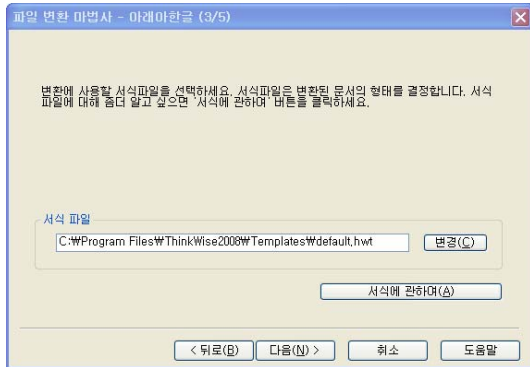 파일 변환 마법사 - 아래아한글 (3/5)
변환에 사용할 서식파일을 선택하세요. 서식파일은 변환된 문서의 형태를 결정합니다. 서식
파일에 대해 좀더 알고 싶으면 '서식에 관하여' 버튼을 클릭하세요.
서식 파일
C:₩Program Files₩ThinkWise2008₩Templates₩default.hwt
변경(C)
서식에 관하여(A)
< 뒤로(B) 다음(N) > 취소 도움말